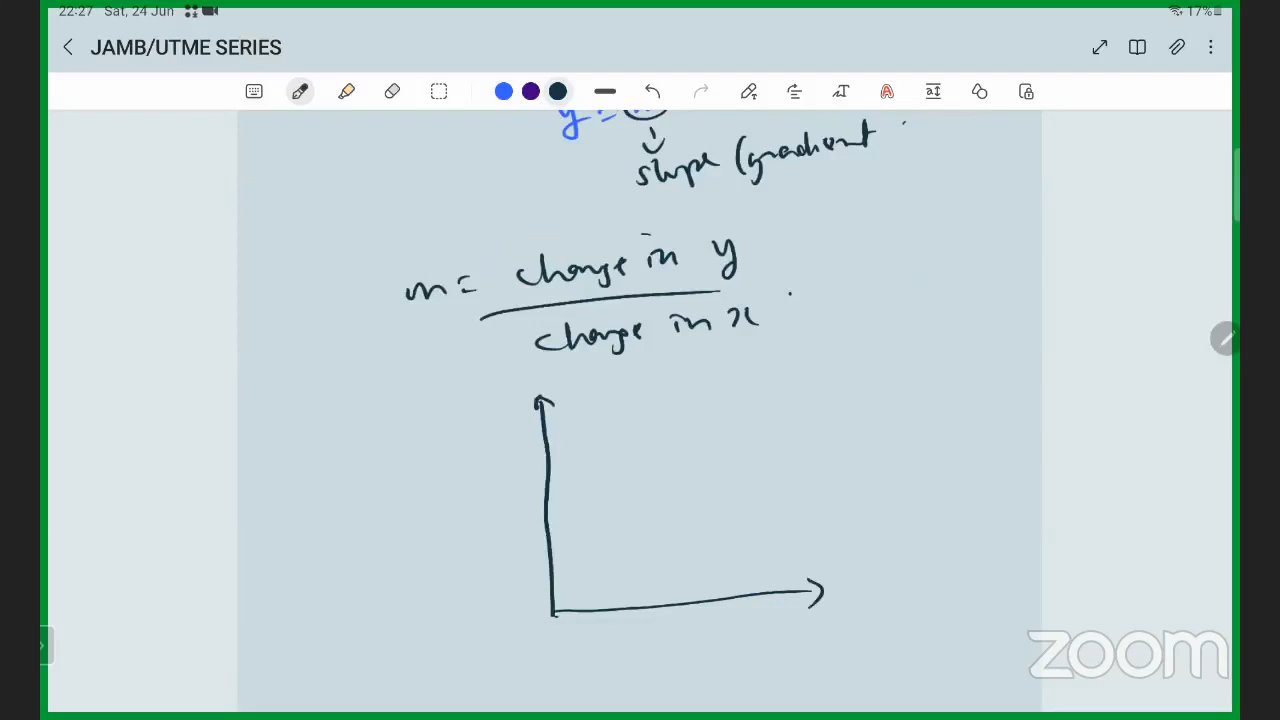 22:27 Sat, 24 Jun
17%
JAMB/UTME SERIES
y =
slope (gradient
m = change in y
change in x
zoom